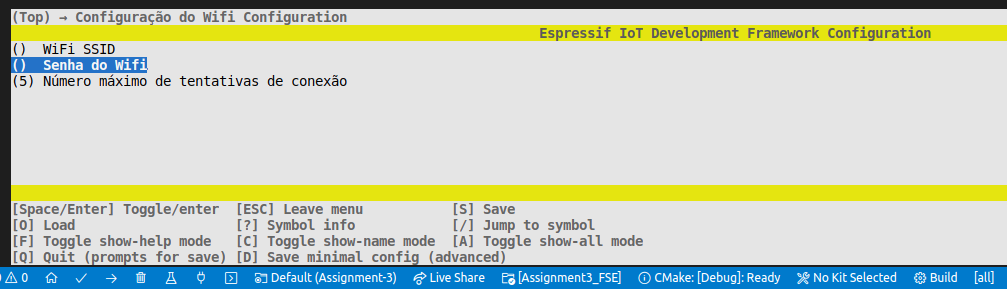 (Top) → Configuração do Wifi Configuration
Espressif IoT Development Framework Configuration
() WiFi SSID
() Senha do Wifi
(5) Número máximo de tentativas de conexão
[Space/Enter] Toggle/enter [ESC] Leave menu [S] Save
[O] Load [?] Symbol info [/] Jump to symbol
[F] Toggle show-help mode [C] Toggle show-name mode [A] Toggle show-all mode
[Q] Quit (prompts for save) [D] Save minimal config (advanced)
0 Default (Assignment-3) Live Share [Assignment3_FSE] CMake: [Debug]: Ready No Kit Selected Build [all]